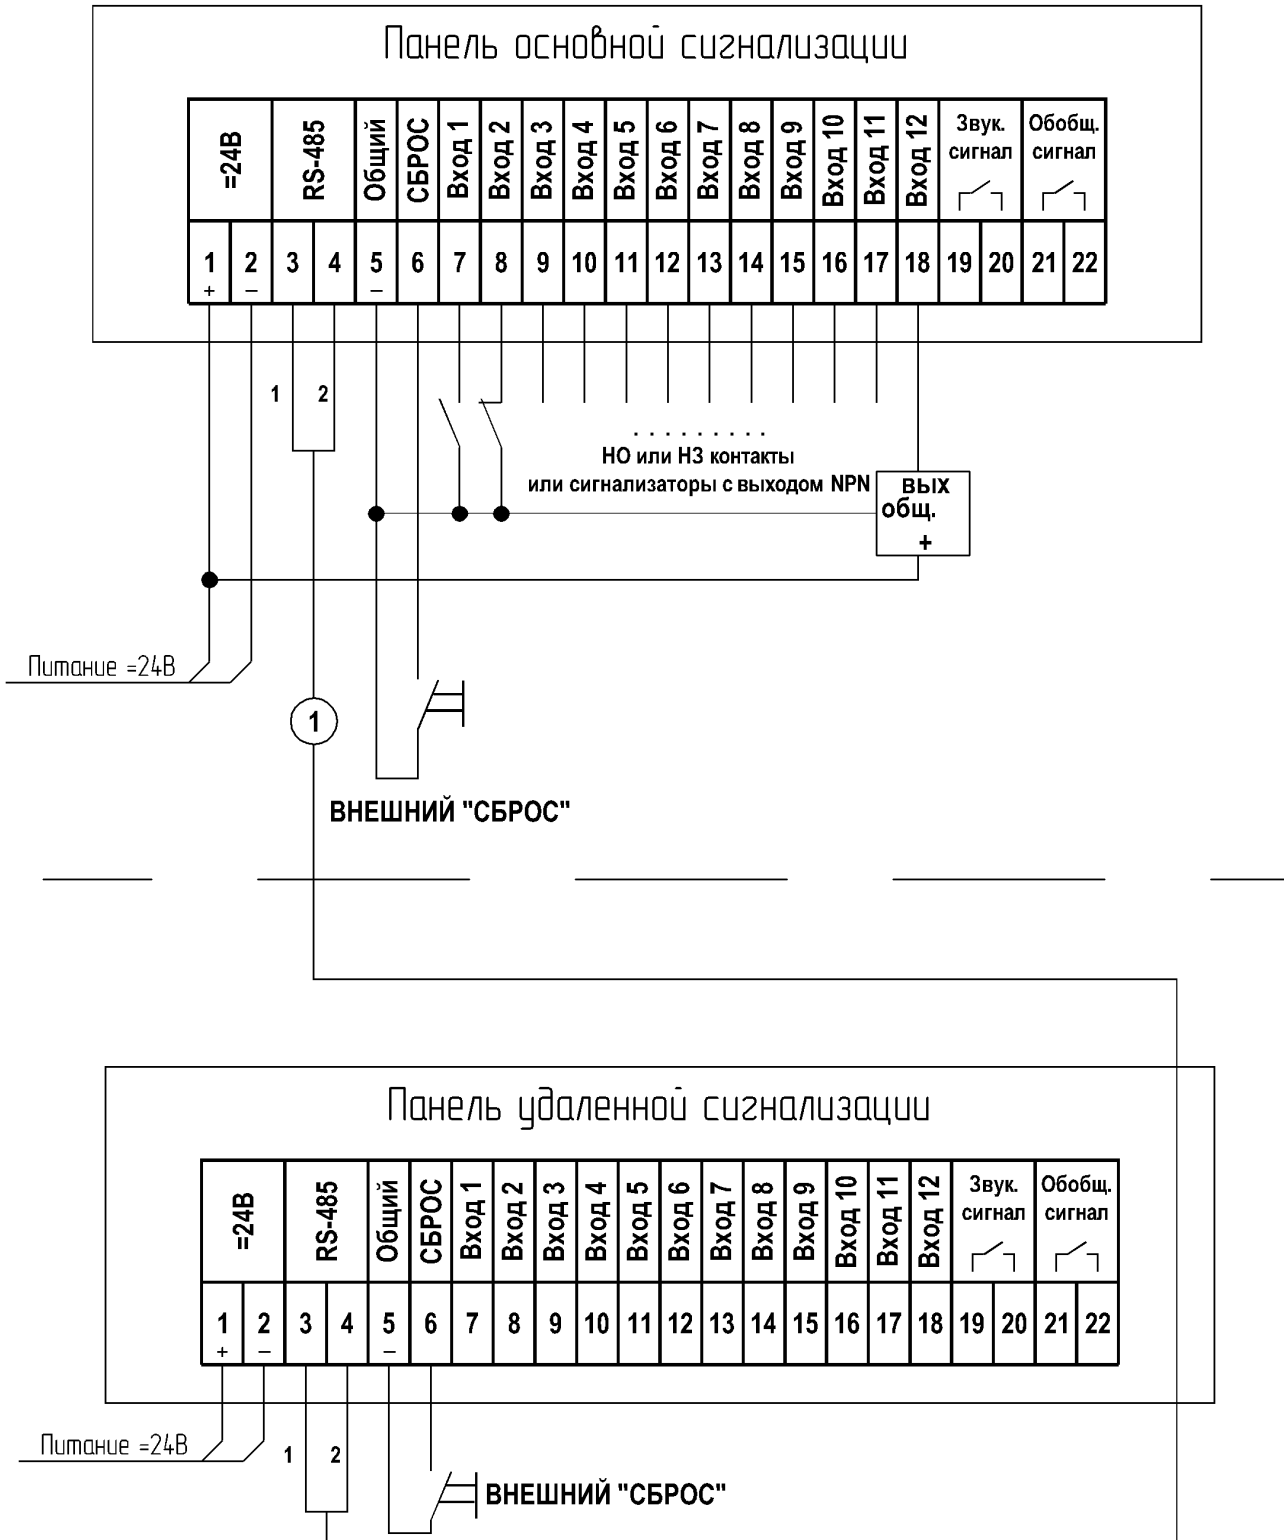 Панель основной сигнализации
=24В RS-485 Общий СБРОС Вход 1 Вход 2 Вход 3 Вход 4 Вход 5 Вход 6 Вход 7 Вход 8 Вход 9 Вход 10 Вход 11 Вход 12 Звук. сигнал Обобщ. сигнал
1 2 3 4 5 6 7 8 9 10 11 12 13 14 15 16 17 18 19 20 21 22
+ – –
1 2
. . . . . . . . .
НО или НЗ контакты
или сигнализаторы с выходом NPN
ВЫХ
общ.
+
Питание =24В
1
ВНЕШНИЙ "СБРОС"
Панель удаленной сигнализации
=24В RS-485 Общий СБРОС Вход 1 Вход 2 Вход 3 Вход 4 Вход 5 Вход 6 Вход 7 Вход 8 Вход 9 Вход 10 Вход 11 Вход 12 Звук. сигнал Обобщ. сигнал
1 2 3 4 5 6 7 8 9 10 11 12 13 14 15 16 17 18 19 20 21 22
+ – –
Питание =24В
1 2
ВНЕШНИЙ "СБРОС"